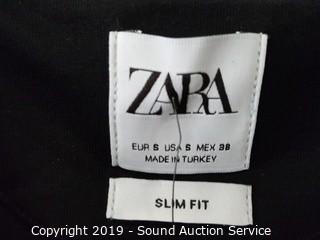 ZARA
EUR S USA S MEX 38
MADE IN TURKEY
SLIM FIT
Copyright © 2019 - Sound Auction Service